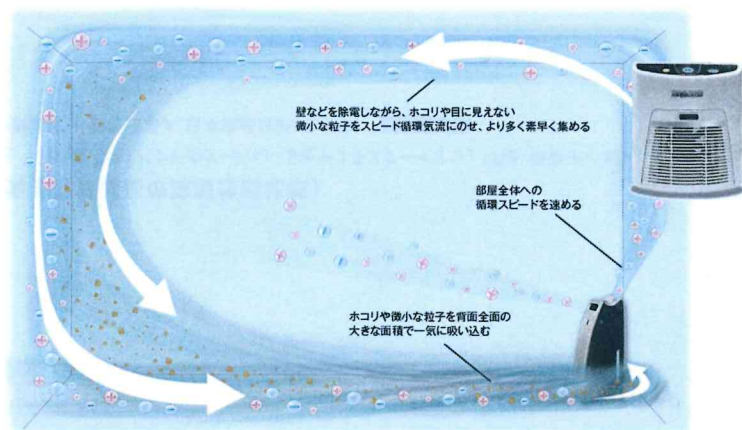 壁などを除電しながら、ホコリや目に見えない
微小な粒子をスピード循環気流にのせ、より多く素早く集める
部屋全体への
循環スピードを速める
ホコリや微小な粒子を背面全面の
大きな面積で一気に吸い込む